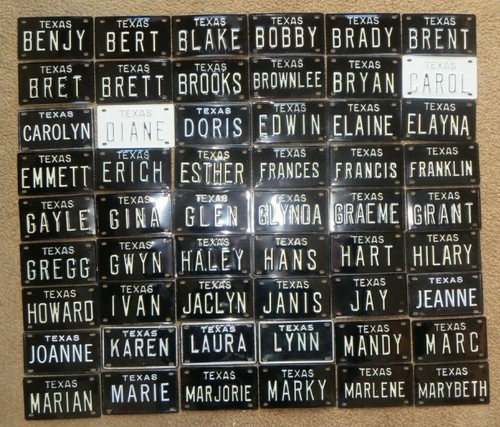 TEXAS TEXAS TEXAS TEXAS TEXAS TEXAS
BENJY BERT BLAKE BOBBY BRADY BRENT
TEXAS TEXAS TEXAS TEXAS TEXAS TEXAS
BRET BRETT BROOKS BROWNLEE BRYAN CAROL
TEXAS TEXAS TEXAS TEXAS TEXAS TEXAS
CAROLYN DIANE DORIS EDWIN ELAINE ELAYNA
TEXAS TEXAS TEXAS TEXAS TEXAS TEXAS
EMMETT ERICH ESTHER FRANCES FRANCIS FRANKLIN
TEXAS TEXAS TEXAS TEXAS TEXAS TEXAS
GAYLE GINA GLEN GLYNDA GRAEME GRANT
TEXAS TEXAS TEXAS TEXAS TEXAS TEXAS
GREGG GWYN HALEY HANS HART HILARY
TEXAS TEXAS TEXAS TEXAS TEXAS TEXAS
HOWARD IVAN JACLYN JANIS JAY JEANNE
TEXAS TEXAS TEXAS TEXAS TEXAS TEXAS
JOANNE KAREN LAURA LYNN MANDY MARC
TEXAS TEXAS TEXAS TEXAS TEXAS TEXAS
MARIAN MARIE MARJORIE MARKY MARLENE MARYBETH